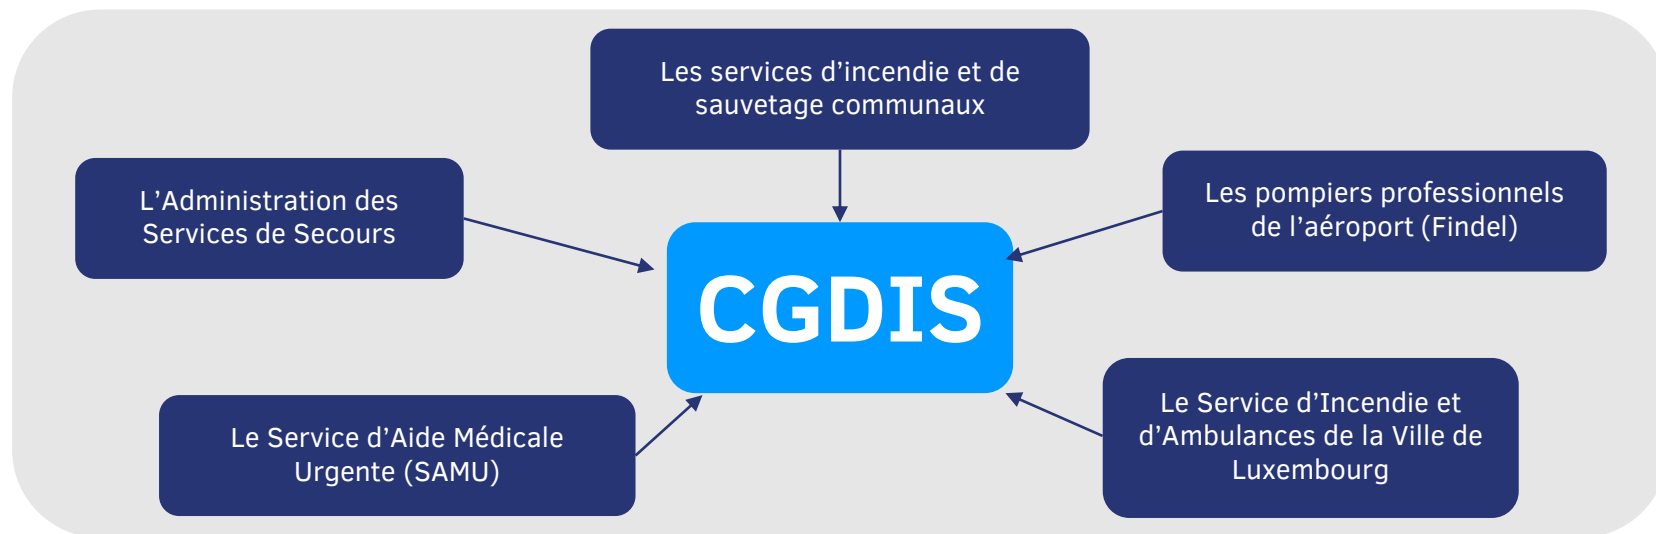 Les services d’incendie et de
sauvetage communaux
L’Administration des
Services de Secours
Les pompiers professionnels
de l’aéroport (Findel)
CGDIS
Le Service d’Aide Médicale
Urgente (SAMU)
Le Service d’Incendie et
d’Ambulances de la Ville de
Luxembourg